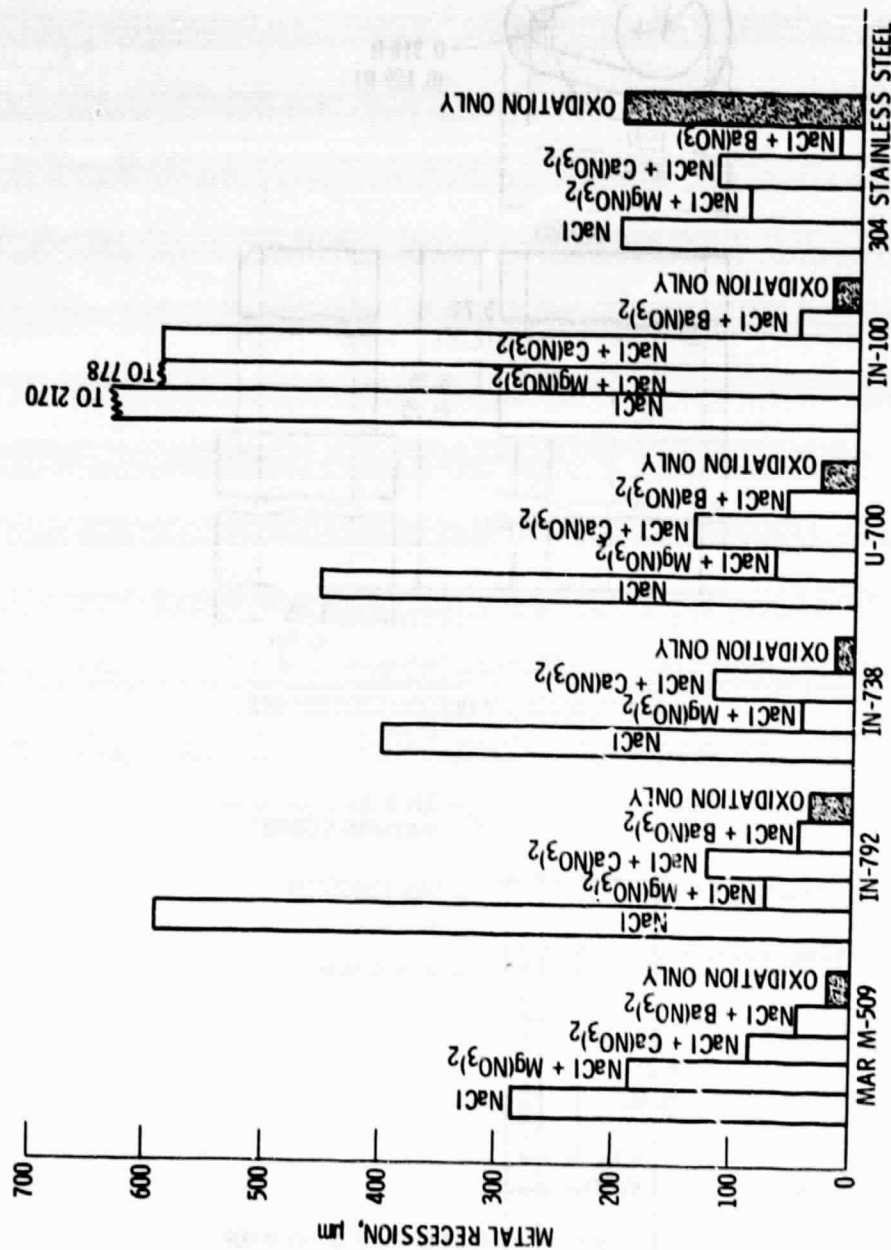 METAL RECESSION, µm
700
600
500
400
300
200
100
0
NaCl
NaCl + Mg(NO3)2
NaCl + Ca(NO3)2
NaCl + Ba(NO3)2
OXIDATION ONLY
MAR M-509
NaCl
NaCl + Mg(NO3)2
NaCl + Ca(NO3)2
NaCl + Ba(NO3)2
OXIDATION ONLY
IN-792
NaCl
NaCl + Mg(NO3)2
NaCl + Ca(NO3)2
OXIDATION ONLY
IN-738
NaCl
NaCl + Mg(NO3)2
NaCl + Ca(NO3)2
NaCl + Ba(NO3)2
OXIDATION ONLY
U-700
TO 2170
NaCl
TO 778
NaCl + Mg(NO3)2
NaCl + Ca(NO3)2
NaCl + Ba(NO3)2
OXIDATION ONLY
IN-100
NaCl
NaCl + Mg(NO3)2
NaCl + Ca(NO3)2
NaCl + Ba(NO3)
OXIDATION ONLY
304 STAINLESS STEEL